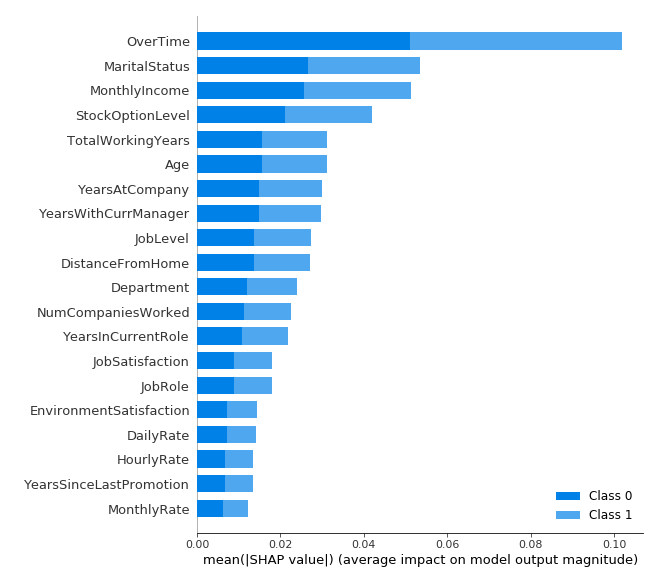 OverTime
MaritalStatus
MonthlyIncome
StockOptionLevel
TotalWorkingYears
Age
YearsAtCompany
YearsWithCurrManager
JobLevel
DistanceFromHome
Department
NumCompaniesWorked
YearsInCurrentRole
JobSatisfaction
JobRole
EnvironmentSatisfaction
DailyRate
HourlyRate
YearsSinceLastPromotion
MonthlyRate
Class 0
Class 1
0.00 0.02 0.04 0.06 0.08 0.10
mean(|SHAP value|) (average impact on model output magnitude)